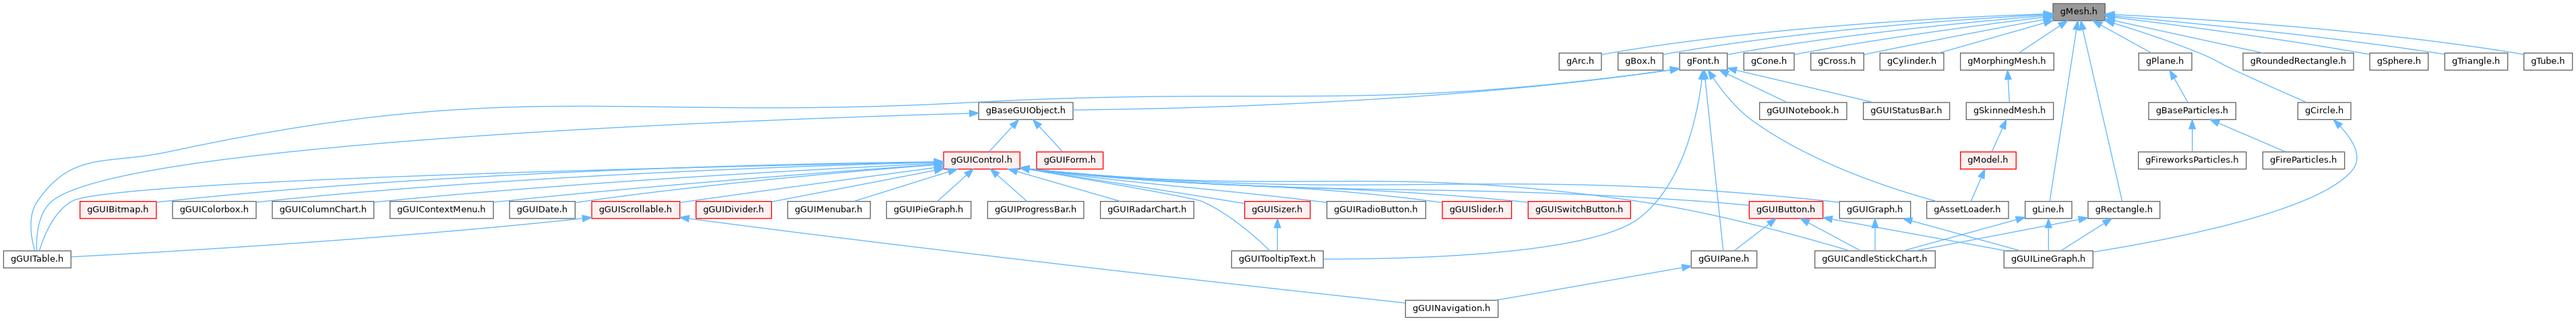 gMesh.h
gArc.h
gBox.h
gFont.h
gCone.h
gCross.h
gCylinder.h
gMorphingMesh.h
gPlane.h
gRoundedRectangle.h
gSphere.h
gTriangle.h
gTube.h
gBaseGUIObject.h
gGUINotebook.h
gGUIStatusBar.h
gSkinnedMesh.h
gBaseParticles.h
gCircle.h
gGUIControl.h
gGUIForm.h
gModel.h
gFireworksParticles.h
gFireParticles.h
gGUIBitmap.h
gGUIColorbox.h
gGUIColumnChart.h
gGUIContextMenu.h
gGUIDate.h
gGUIScrollable.h
gGUIDivider.h
gGUIMenubar.h
gGUIPieGraph.h
gGUIProgressBar.h
gGUIRadarChart.h
gGUISizer.h
gGUIRadioButton.h
gGUISlider.h
gGUISwitchButton.h
gGUIButton.h
gGUIGraph.h
gAssetLoader.h
gLine.h
gRectangle.h
gGUITable.h
gGUITooltipText.h
gGUIPane.h
gGUICandleStickChart.h
gGUILineGraph.h
gGUINavigation.h